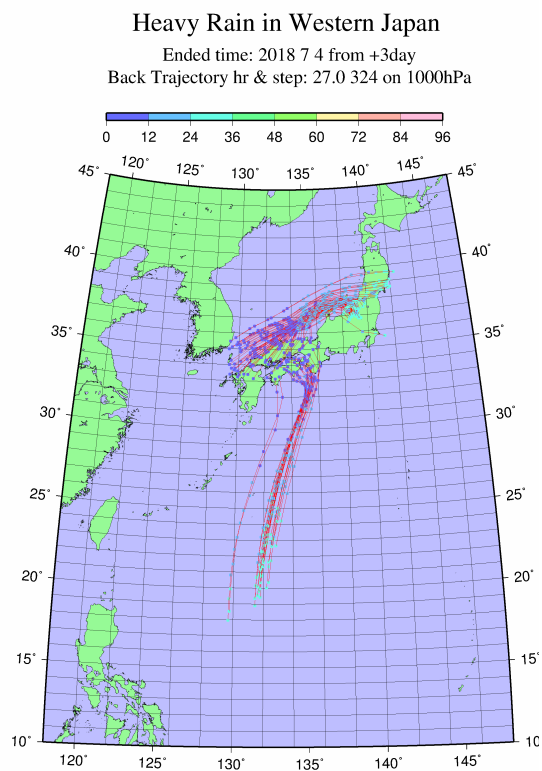 Heavy Rain in Western Japan
Ended time: 2018 7 4 from +3day
Back Trajectory hr & step: 27.0 324 on 1000hPa
0 12 24 36 48 60 72 84 96
120° 125° 130° 135° 140° 145°
45° 45°
40° 40°
35° 35°
30° 30°
25° 25°
20° 20°
15° 15°
10° 10°
120° 125° 130° 135° 140° 145°